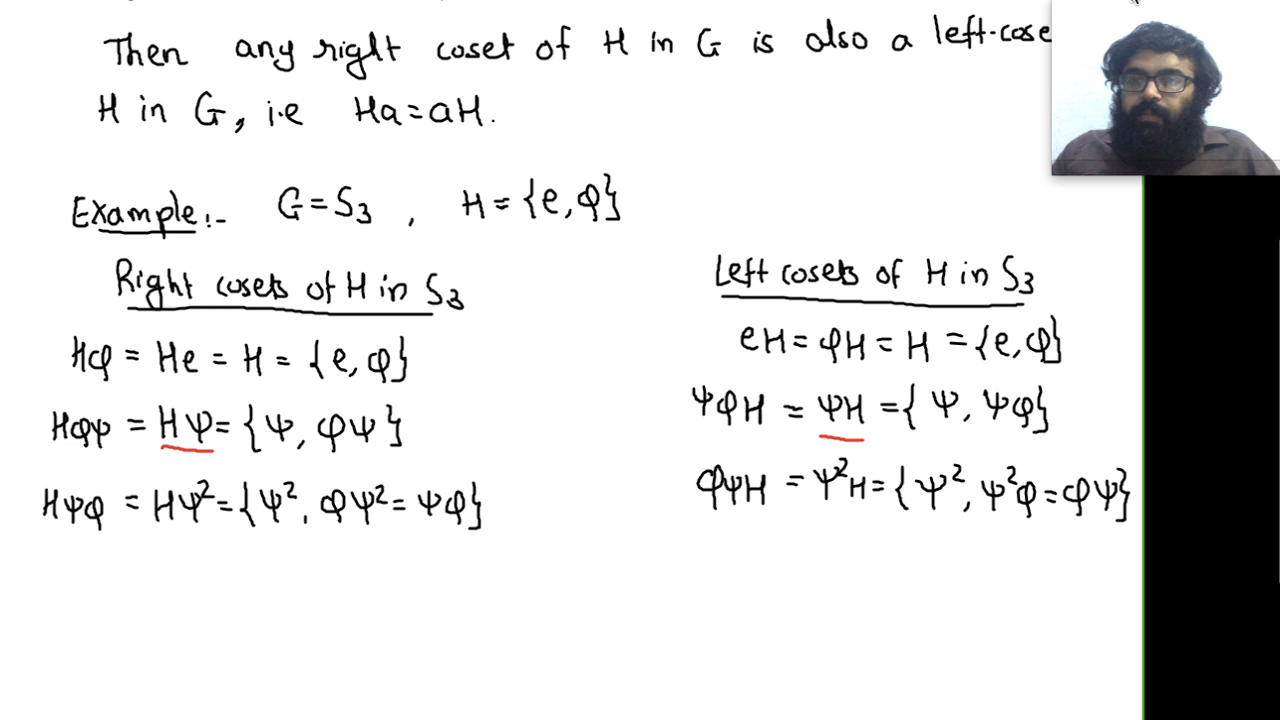 Then any right coset of H in G is also a left-cose
H in G, i.e Ha=aH.
Example:- G=S₃ , H={e,φ}
Right cosets of H in S₃
Hφ = He = H = {e,φ}
Hφψ = Hψ= {ψ, φψ}
Hψφ = Hψ²={ψ², φψ²=ψφ}
Left cosets of H in S₃
eH=φH=H={e,φ}
ψφH = ψH ={ψ, ψφ}
φψH = ψ²H={ψ², ψ²φ=φψ}